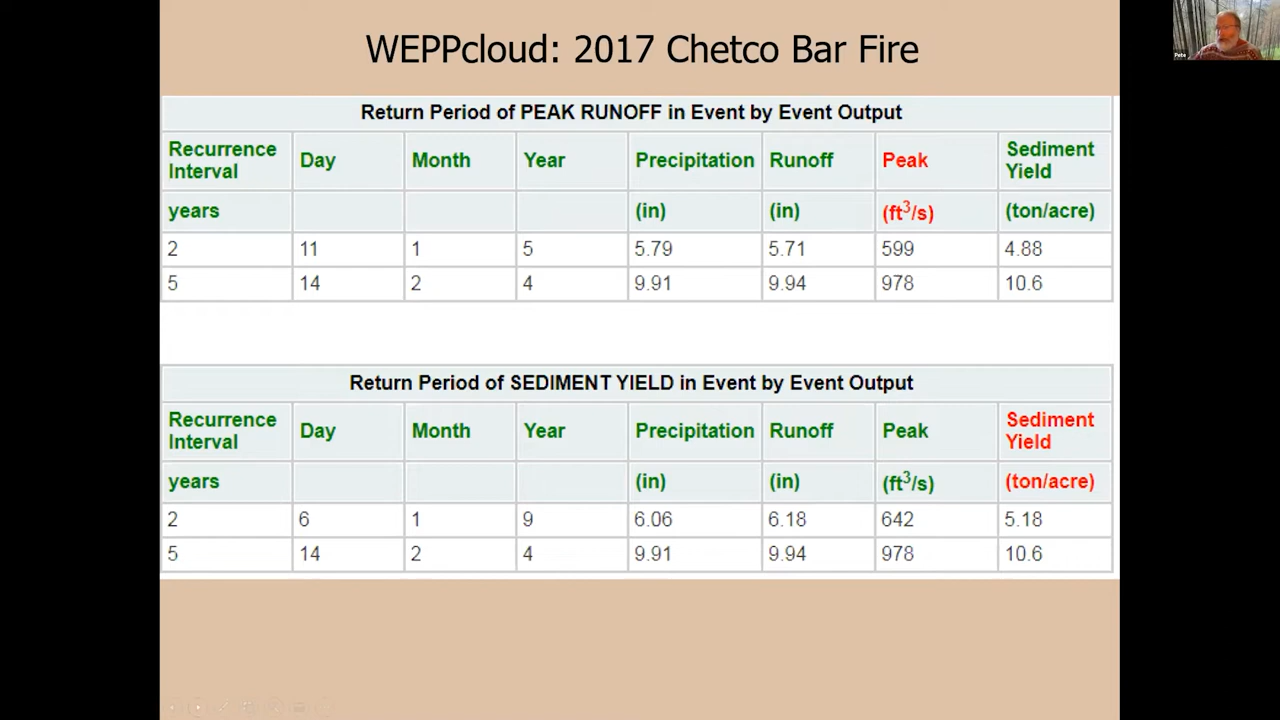 WEPPcloud: 2017 Chetco Bar Fire
Pete
Return Period of PEAK RUNOFF in Event by Event Output
Recurrence Interval Day Month Year Precipitation Runoff Peak Sediment Yield
years (in) (in) (ft³/s) (ton/acre)
2 11 1 5 5.79 5.71 599 4.88
5 14 2 4 9.91 9.94 978 10.6
Return Period of SEDIMENT YIELD in Event by Event Output
Recurrence Interval Day Month Year Precipitation Runoff Peak Sediment Yield
years (in) (in) (ft³/s) (ton/acre)
2 6 1 9 6.06 6.18 642 5.18
5 14 2 4 9.91 9.94 978 10.6